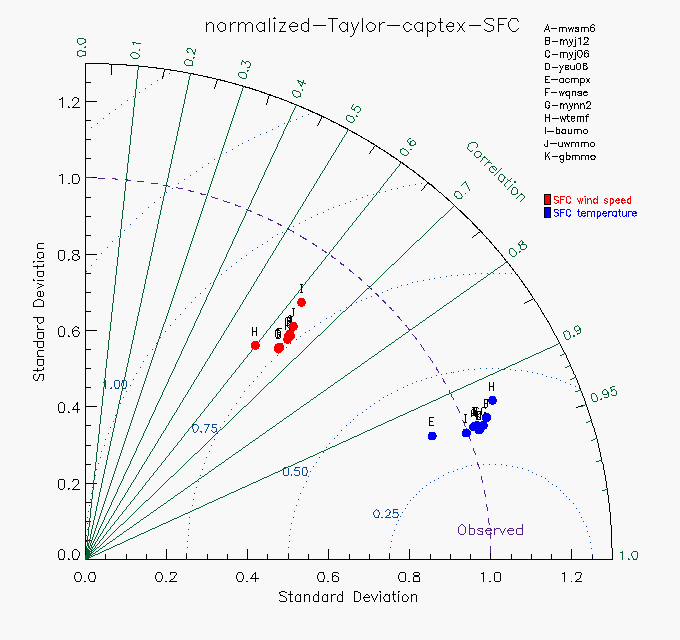 normalized-Taylor-captex-SFC
A-mwsm6
B-myj12
C-myj06
D-ysu06
E-acmpx
F-wqnse
G-mynn2
H-wtemf
I-baumo
J-uwmmo
K-gbmmo
SFC wind speed
SFC temperature
Correlation
0.0
0.1
0.2
0.3
0.4
0.5
0.6
0.7
0.8
0.9
0.95
1.0
Standard Deviation
1.2
1.0
0.8
0.6
0.4
0.2
0.0
I
J
H
H
I
E
1.00
0.75
0.50
0.25
Observed
0.0
0.2
0.4
0.6
0.8
1.0
1.2
Standard Deviation